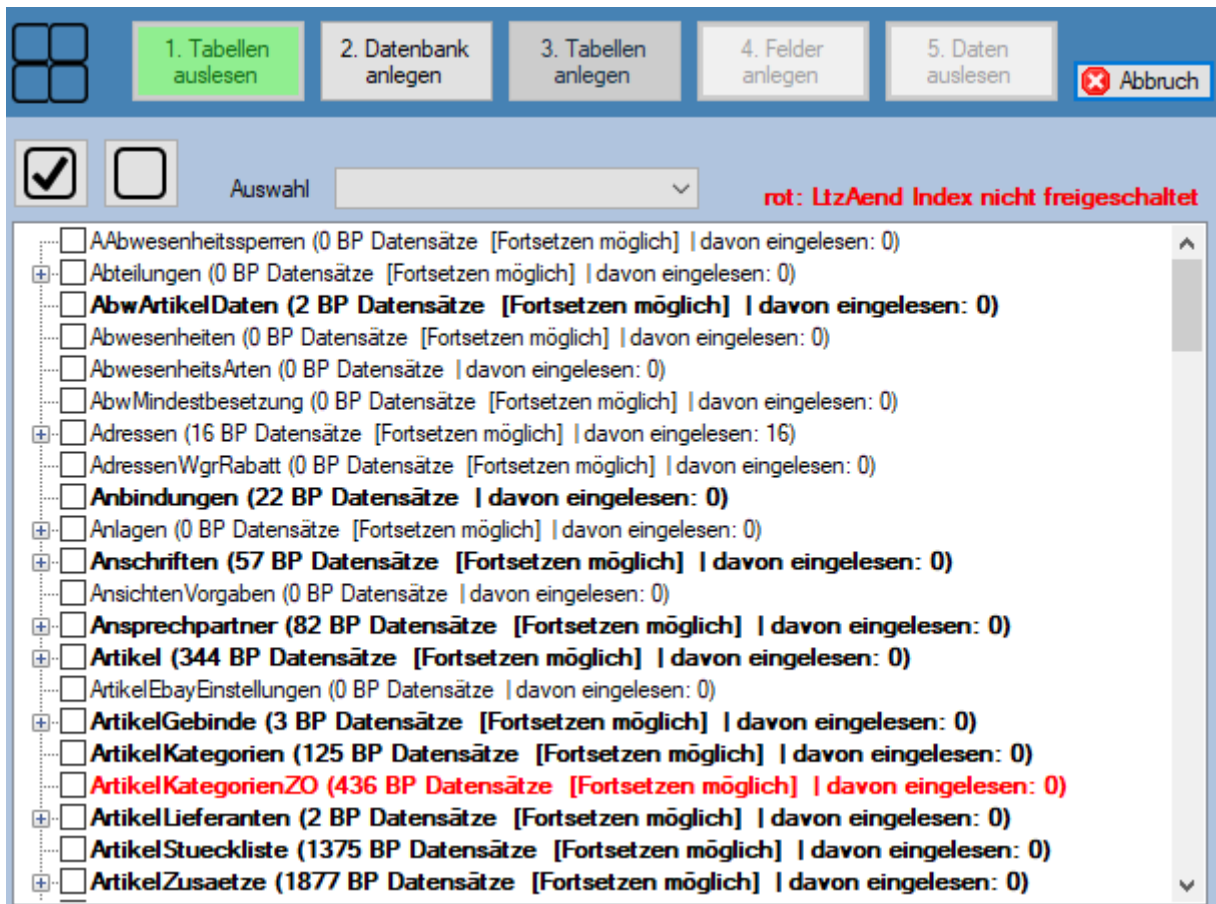 1. Tabellen
auslesen
2. Datenbank
anlegen
3. Tabellen
anlegen
4. Felder
anlegen
5. Daten
auslesen
Abbruch
Auswahl
rot: LtzAend Index nicht freigeschaltet
AAbwesenheitssperren (0 BP Datensätze  [Fortsetzen möglich]  | davon eingelesen: 0)
Abteilungen (0 BP Datensätze  [Fortsetzen möglich]  | davon eingelesen: 0)
AbwArtikelDaten (2 BP Datensätze  [Fortsetzen möglich]  | davon eingelesen: 0)
Abwesenheiten (0 BP Datensätze  [Fortsetzen möglich]  | davon eingelesen: 0)
AbwesenheitsArten (0 BP Datensätze  | davon eingelesen: 0)
AbwMindestbesetzung (0 BP Datensätze  [Fortsetzen möglich]  | davon eingelesen: 0)
Adressen (16 BP Datensätze  [Fortsetzen möglich]  | davon eingelesen: 16)
AdressenWgrRabatt (0 BP Datensätze  [Fortsetzen möglich]  | davon eingelesen: 0)
Anbindungen (22 BP Datensätze  | davon eingelesen: 0)
Anlagen (0 BP Datensätze  [Fortsetzen möglich]  | davon eingelesen: 0)
Anschriften (57 BP Datensätze  [Fortsetzen möglich]  | davon eingelesen: 0)
AnsichtenVorgaben (0 BP Datensätze  | davon eingelesen: 0)
Ansprechpartner (82 BP Datensätze  [Fortsetzen möglich]  | davon eingelesen: 0)
Artikel (344 BP Datensätze  [Fortsetzen möglich]  | davon eingelesen: 0)
ArtikelEbayEinstellungen (0 BP Datensätze  | davon eingelesen: 0)
ArtikelGebinde (3 BP Datensätze  [Fortsetzen möglich]  | davon eingelesen: 0)
ArtikelKategorien (125 BP Datensätze  [Fortsetzen möglich]  | davon eingelesen: 0)
ArtikelKategorienZO (436 BP Datensätze  [Fortsetzen möglich]  | davon eingelesen: 0)
ArtikelLieferanten (2 BP Datensätze  [Fortsetzen möglich]  | davon eingelesen: 0)
ArtikelStueckliste (1375 BP Datensätze  [Fortsetzen möglich]  | davon eingelesen: 0)
ArtikelZusaetze (1877 BP Datensätze  [Fortsetzen möglich]  | davon eingelesen: 0)